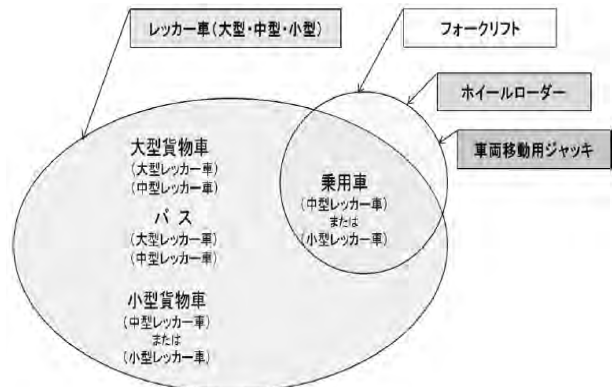 レッカー車(大型・中型・小型)
フォークリフト
ホイールローダー
車両移動用ジャッキ
大型貨物車
(大型レッカー車)
(中型レッカー車)
バス
(大型レッカー車)
(中型レッカー車)
小型貨物車
(中型レッカー車)
または
(小型レッカー車)
乗用車
(中型レッカー車)
または
(小型レッカー車)